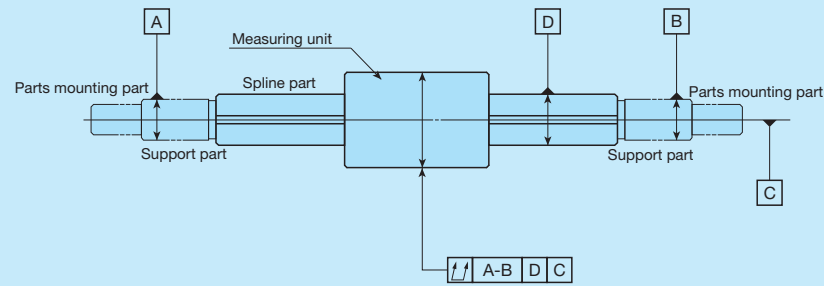 A
D
B
Measuring unit
Parts mounting part
Spline part
Parts mounting part
Support part
Support part
C
A-B D C